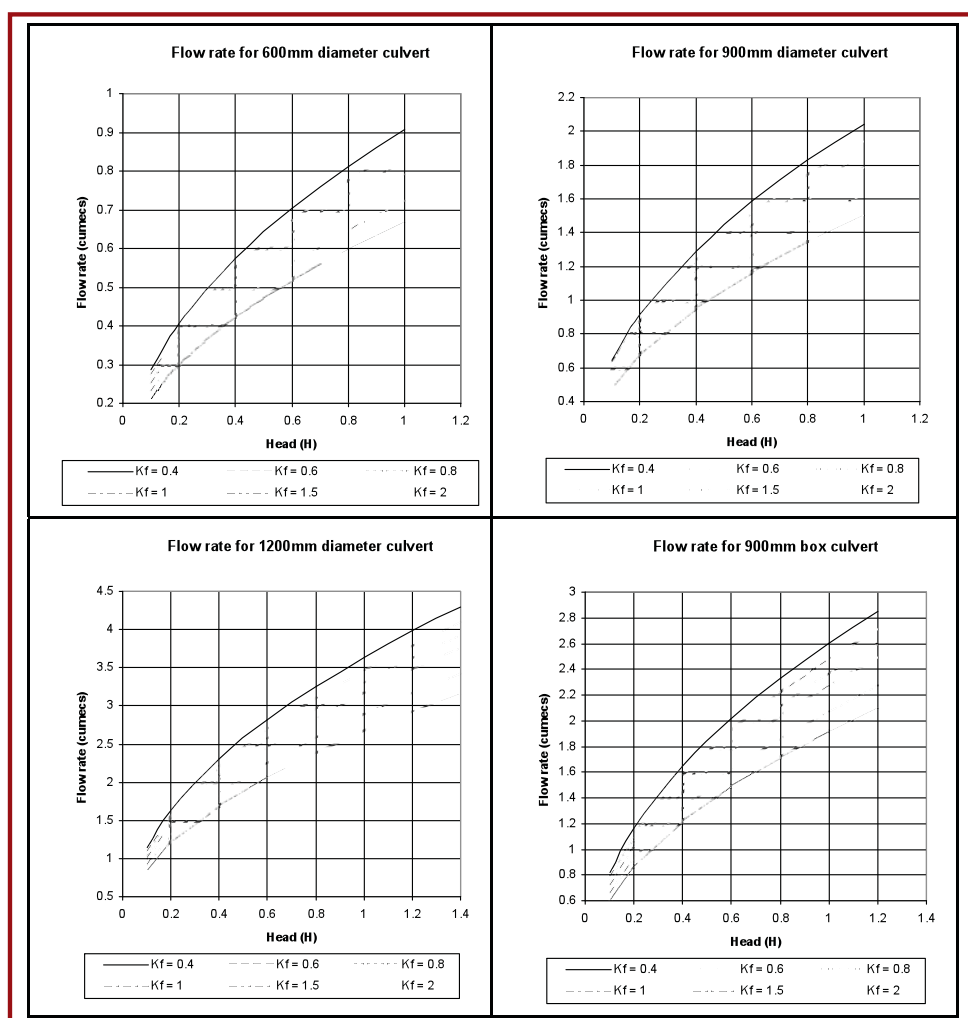 Flow rate for 600mm diameter culvert
Flow rate (cumecs)
1
0.9
0.8
0.7
0.6
0.5
0.4
0.3
0.2
0 0.2 0.4 0.6 0.8 1 1.2
Head (H)
Kf = 0.4 Kf = 0.6 Kf = 0.8
Kf = 1 Kf = 1.5 Kf = 2
Flow rate for 900mm diameter culvert
Flow rate (cumecs)
2.2
2
1.8
1.6
1.4
1.2
1
0.8
0.6
0.4
0 0.2 0.4 0.6 0.8 1 1.2
Head (H)
Kf = 0.4 Kf = 0.6 Kf = 0.8
Kf = 1 Kf = 1.5 Kf = 2
Flow rate for 1200mm diameter culvert
Flow rate (cumecs)
4.5
4
3.5
3
2.5
2
1.5
1
0.5
0 0.2 0.4 0.6 0.8 1 1.2 1.4
Head (H)
Kf = 0.4 Kf = 0.6 Kf = 0.8
Kf = 1 Kf = 1.5 Kf = 2
Flow rate for 900mm box culvert
Flow rate (cumecs)
3
2.8
2.6
2.4
2.2
2
1.8
1.6
1.4
1.2
1
0.8
0.6
0 0.2 0.4 0.6 0.8 1 1.2 1.4
Head (H)
Kf = 0.4 Kf = 0.6 Kf = 0.8
Kf = 1 Kf = 1.5 Kf = 2